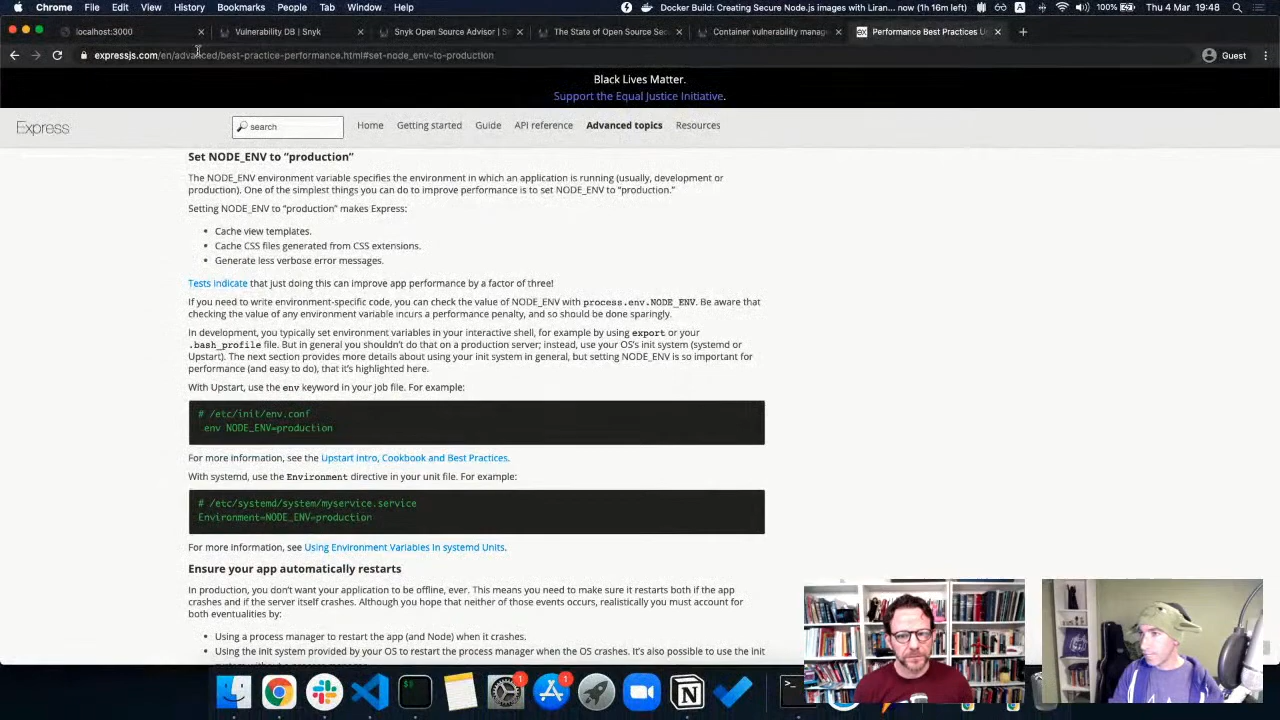 Chrome File Edit View History Bookmarks People Tab Window Help
Docker Build: Creating Secure Node.js images with Liran... now (1h 16m left)
100% Thu 4 Mar 19:48
localhost:3000
Vulnerability DB | Snyk
Snyk Open Source Advisor | S
The State of Open Source Sec
Container vulnerability manage
Performance Best Practices U
expressjs.com/en/advanced/best-practice-performance.html#set-node_env-to-production
Guest
Black Lives Matter.
Support the Equal Justice Initiative.
Express
search
Home Getting started Guide API reference Advanced topics Resources
Set NODE_ENV to “production”
The NODE_ENV environment variable specifies the environment in which an application is running (usually, development or
production). One of the simplest things you can do to improve performance is to set NODE_ENV to “production.”
Setting NODE_ENV to “production” makes Express:
• Cache view templates.
• Cache CSS files generated from CSS extensions.
• Generate less verbose error messages.
Tests indicate that just doing this can improve app performance by a factor of three!
If you need to write environment-specific code, you can check the value of NODE_ENV with process.env.NODE_ENV. Be aware that
checking the value of any environment variable incurs a performance penalty, and so should be done sparingly.
In development, you typically set environment variables in your interactive shell, for example by using export or your
.bash_profile file. But in general you shouldn’t do that on a production server; instead, use your OS’s init system (systemd or
Upstart). The next section provides more details about using your init system in general, but setting NODE_ENV is so important for
performance (and easy to do), that it’s highlighted here.
With Upstart, use the env keyword in your job file. For example:
# /etc/init/env.conf
env NODE_ENV=production
For more information, see the Upstart Intro, Cookbook and Best Practices.
With systemd, use the Environment directive in your unit file. For example:
# /etc/systemd/system/myservice.service
Environment=NODE_ENV=production
For more information, see Using Environment Variables In systemd Units.
Ensure your app automatically restarts
In production, you don’t want your application to be offline, ever. This means you need to make sure it restarts both if the app
crashes and if the server itself crashes. Although you hope that neither of those events occurs, realistically you must account for
both eventualities by:
• Using a process manager to restart the app (and Node) when it crashes.
• Using the init system provided by your OS to restart the process manager when the OS crashes. It’s also possible to use the init
system without a process manager.
1
1